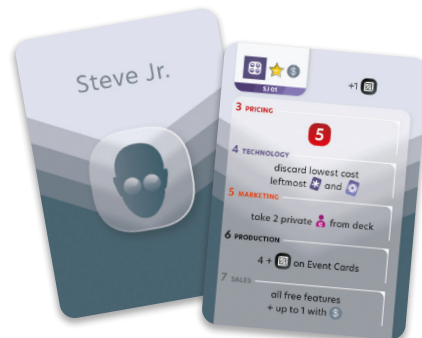 Steve Jr.
SJ 01
+1
3 PRICING
5
4 TECHNOLOGY
discard lowest cost
leftmost and
5 MARKETING
take 2 private from deck
6 PRODUCTION
4 + on Event Cards
7 SALES
all free features
+ up to 1 with $